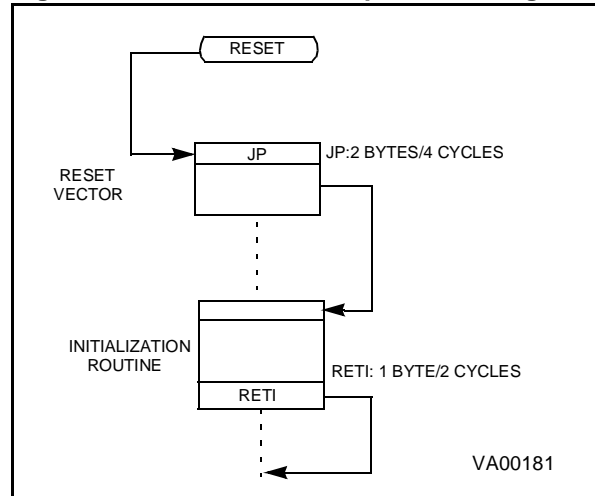 RESET
JP
JP:2 BYTES/4 CYCLES
RESET
VECTOR
INITIALIZATION
ROUTINE
RETI: 1 BYTE/2 CYCLES
RETI
VA00181